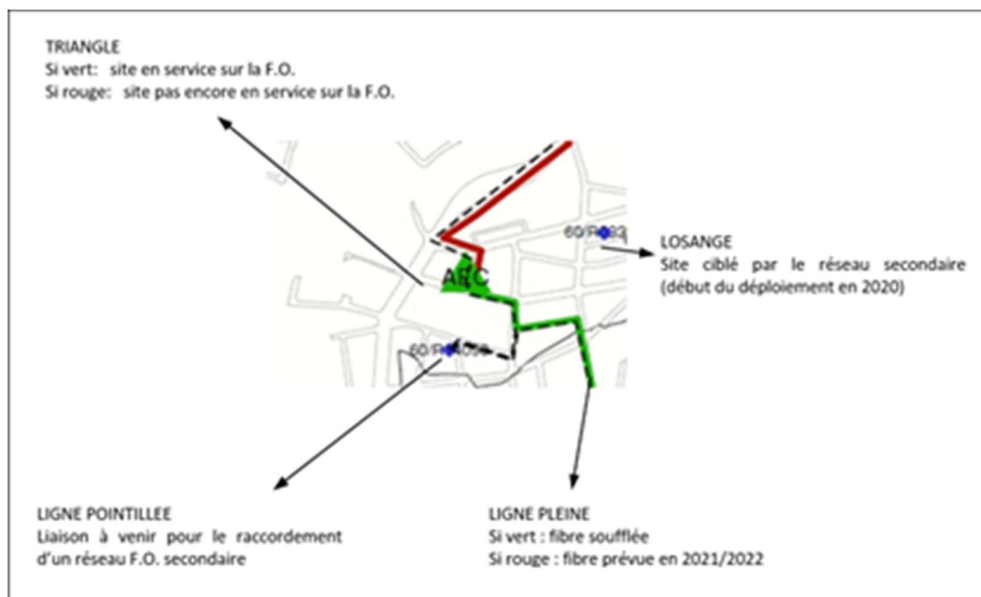 TRIANGLE
Si vert: site en service sur la F.O.
Si rouge: site pas encore en service sur la F.O.
LOSANGE
Site ciblé par le réseau secondaire
(début du déploiement en 2020)
LIGNE POINTILLEE
Liaison à venir pour le raccordement
d'un réseau F.O. secondaire
LIGNE PLEINE
Si vert : fibre soufflée
Si rouge : fibre prévue en 2021/2022